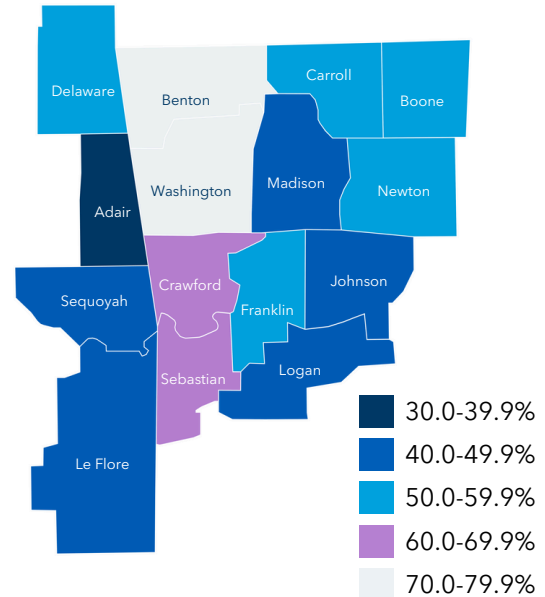 Delaware
Benton
Carroll
Boone
Washington
Madison
Newton
Adair
Crawford
Johnson
Sequoyah
Franklin
Sebastian
Logan
Le Flore
30.0-39.9%
40.0-49.9%
50.0-59.9%
60.0-69.9%
70.0-79.9%